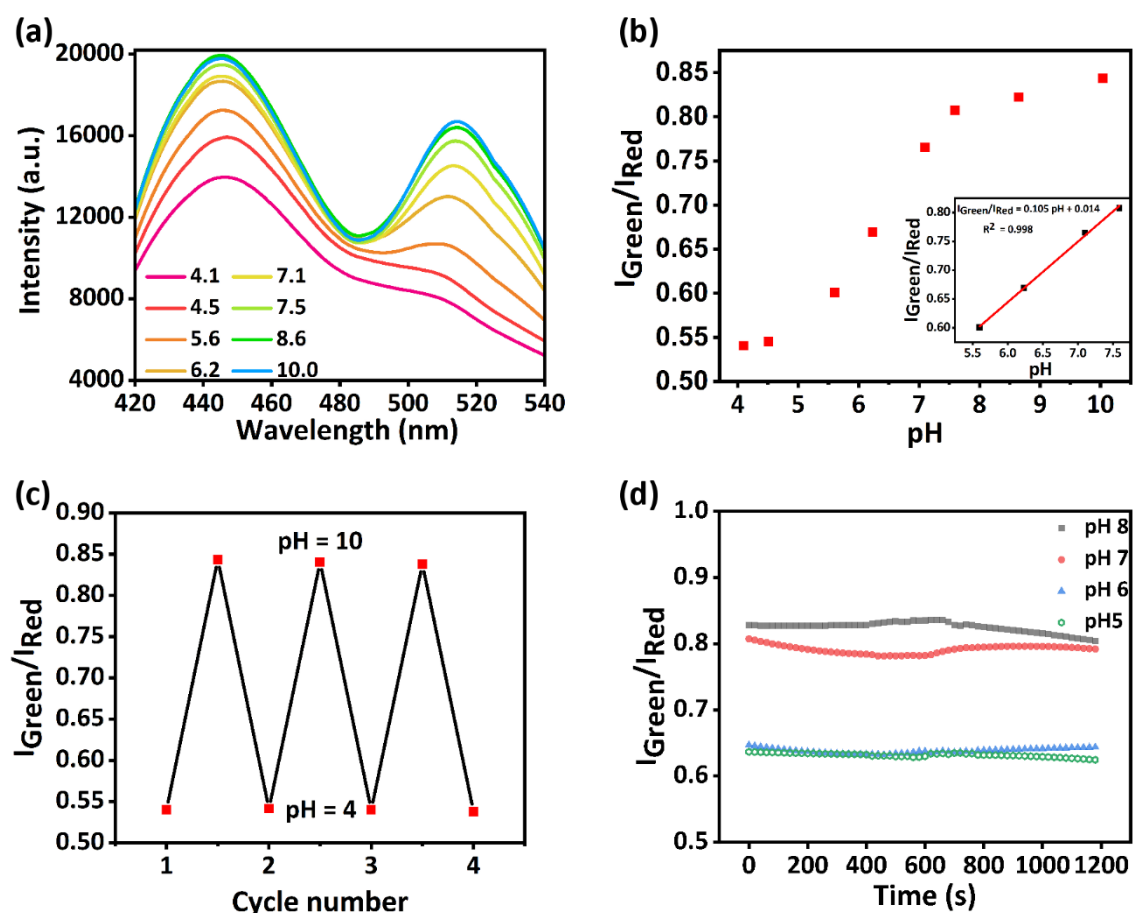 (a)
20000
16000
12000
8000
4000
Intensity (a.u.)
4.1 7.1
4.5 7.5
5.6 8.6
6.2 10.0
420 440 460 480 500 520 540
Wavelength (nm)
(b)
0.85
0.80
0.75
0.70
0.65
0.60
0.55
0.50
IGreen/IRed
4 5 6 7 8 9 10
pH
IGreen/IRed = 0.105 pH + 0.014
R2 = 0.998
0.80
0.75
0.70
0.65
0.60
IGreen/IRed
5.5 6.0 6.5 7.0 7.5
pH
(c)
0.90
0.85
0.80
0.75
0.70
0.65
0.60
0.55
0.50
IGreen/IRed
pH = 10
pH = 4
1 2 3 4
Cycle number
(d)
1.0
0.9
0.8
0.7
0.6
0.5
IGreen/IRed
pH 8
pH 7
pH 6
pH5
0 200 400 600 800 1000 1200
Time (s)